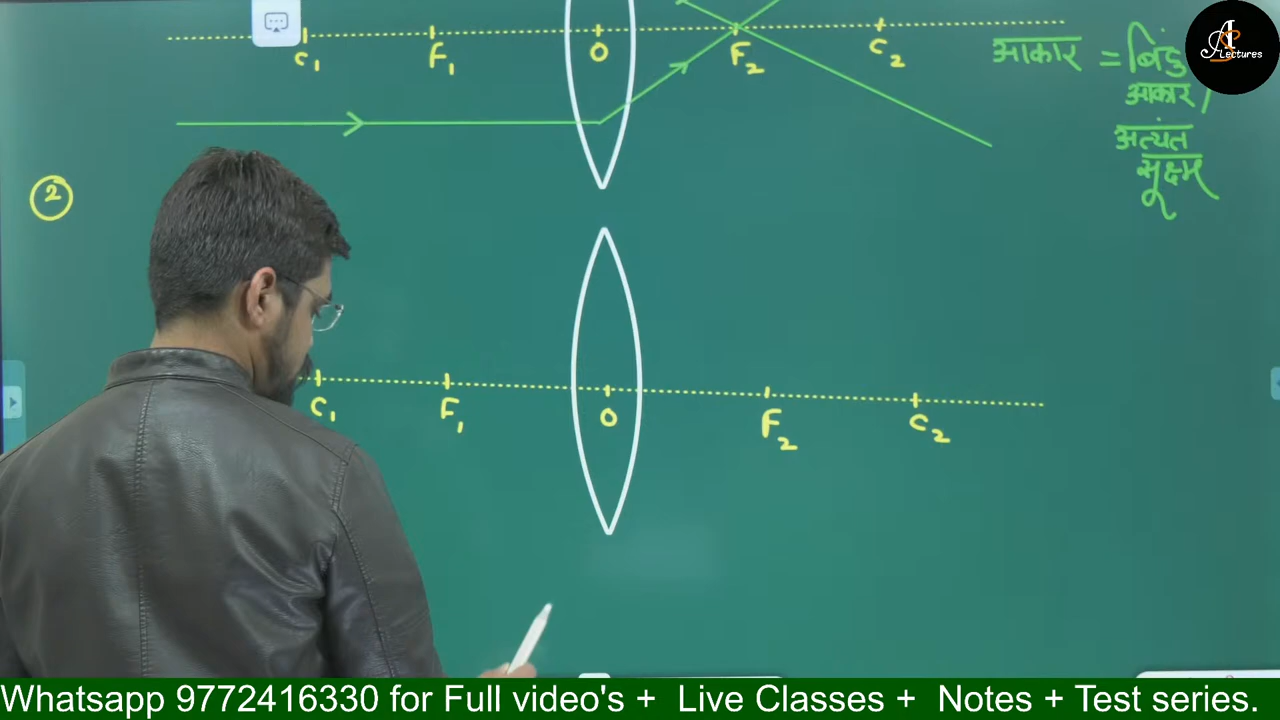 C₁ F₁ O F₂ C₂
आकार = बिंदु
आकार।
अत्यंत
सूक्ष्म
AS Lectures
2
C₁ F₁ O F₂ C₂
Whatsapp 9772416330 for Full video's + Live Classes + Notes + Test series.